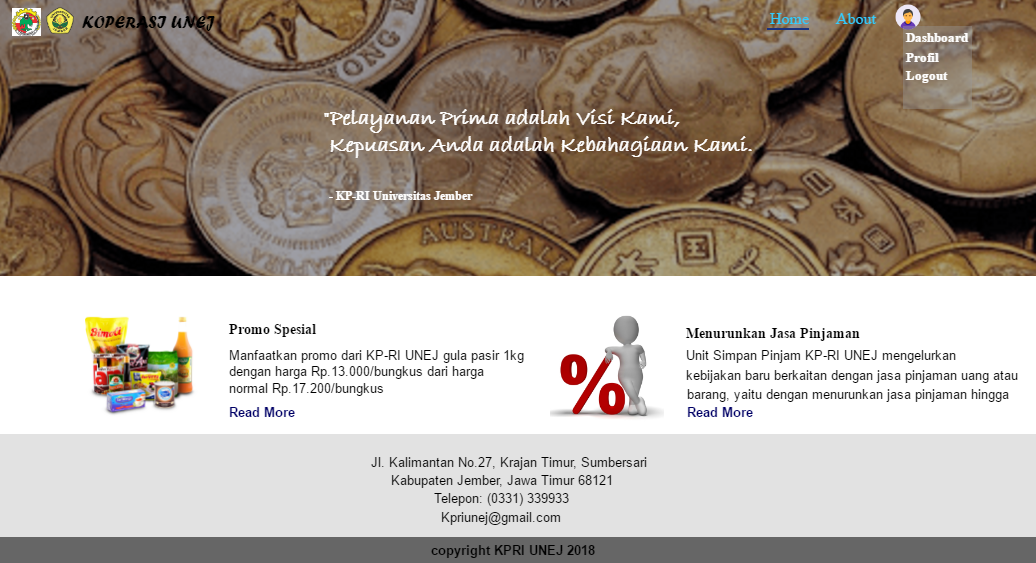 KOPERASI UNEJ
Home
About
Dashboard
Profil
Logout
"Pelayanan Prima adalah Visi Kami,
Kepuasan Anda adalah Kebahagiaan Kami.
- KP-RI Universitas Jember
AUSTRALI
Promo Spesial
Manfaatkan promo dari KP-RI UNEJ gula pasir 1kg
dengan harga Rp.13.000/bungkus dari harga
normal Rp.17.200/bungkus
Read More
%
Menurunkan Jasa Pinjaman
Unit Simpan Pinjam KP-RI UNEJ mengelurkan
kebijakan baru berkaitan dengan jasa pinjaman uang atau
barang, yaitu dengan menurunkan jasa pinjaman hingga
Read More
Jl. Kalimantan No.27, Krajan Timur, Sumbersari
Kabupaten Jember, Jawa Timur 68121
Telepon: (0331) 339933
Kpriunej@gmail.com
copyright KPRI UNEJ 2018